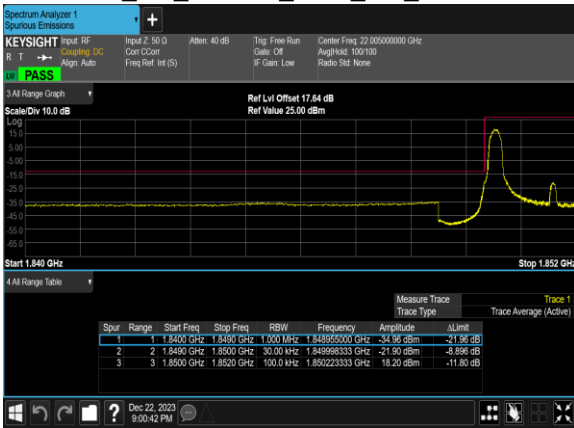 Spectrum Analyzer 1
Spurious Emissions
KEYSIGHT Input: RF Input Z: 50 Ω Atten: 40 dB Trig: Free Run Center Freq: 22.005000000 GHz
R T Coupling: DC Corr CCorr Gate: Off Avg|Hold: 100/100
Align: Auto Freq Ref: Int (S) IF Gain: Low Radio Std: None
PASS
3 All Range Graph
Ref Lvl Offset 17.64 dB
Scale/Div 10.0 dB Ref Value 25.00 dBm
Log
15.0
5.00
-5.00
-15.0
-25.0
-35.0
-45.0
-55.0
-65.0
Start 1.840 GHz Stop 1.852 GHz
4 All Range Table
Measure Trace Trace 1
Trace Type Trace Average (Active)
Spur Range Start Freq Stop Freq RBW Frequency Amplitude ΔLimit
1 1 1.8400 GHz 1.8490 GHz 1.000 MHz 1.848955000 GHz -34.96 dBm -21.96 dB
2 2 1.8490 GHz 1.8500 GHz 30.00 kHz 1.849998333 GHz -21.90 dBm -8.896 dB
3 3 1.8500 GHz 1.8520 GHz 100.0 kHz 1.850223333 GHz 18.20 dBm -11.80 dB
?
Dec 22, 2023
9:00:42 PM